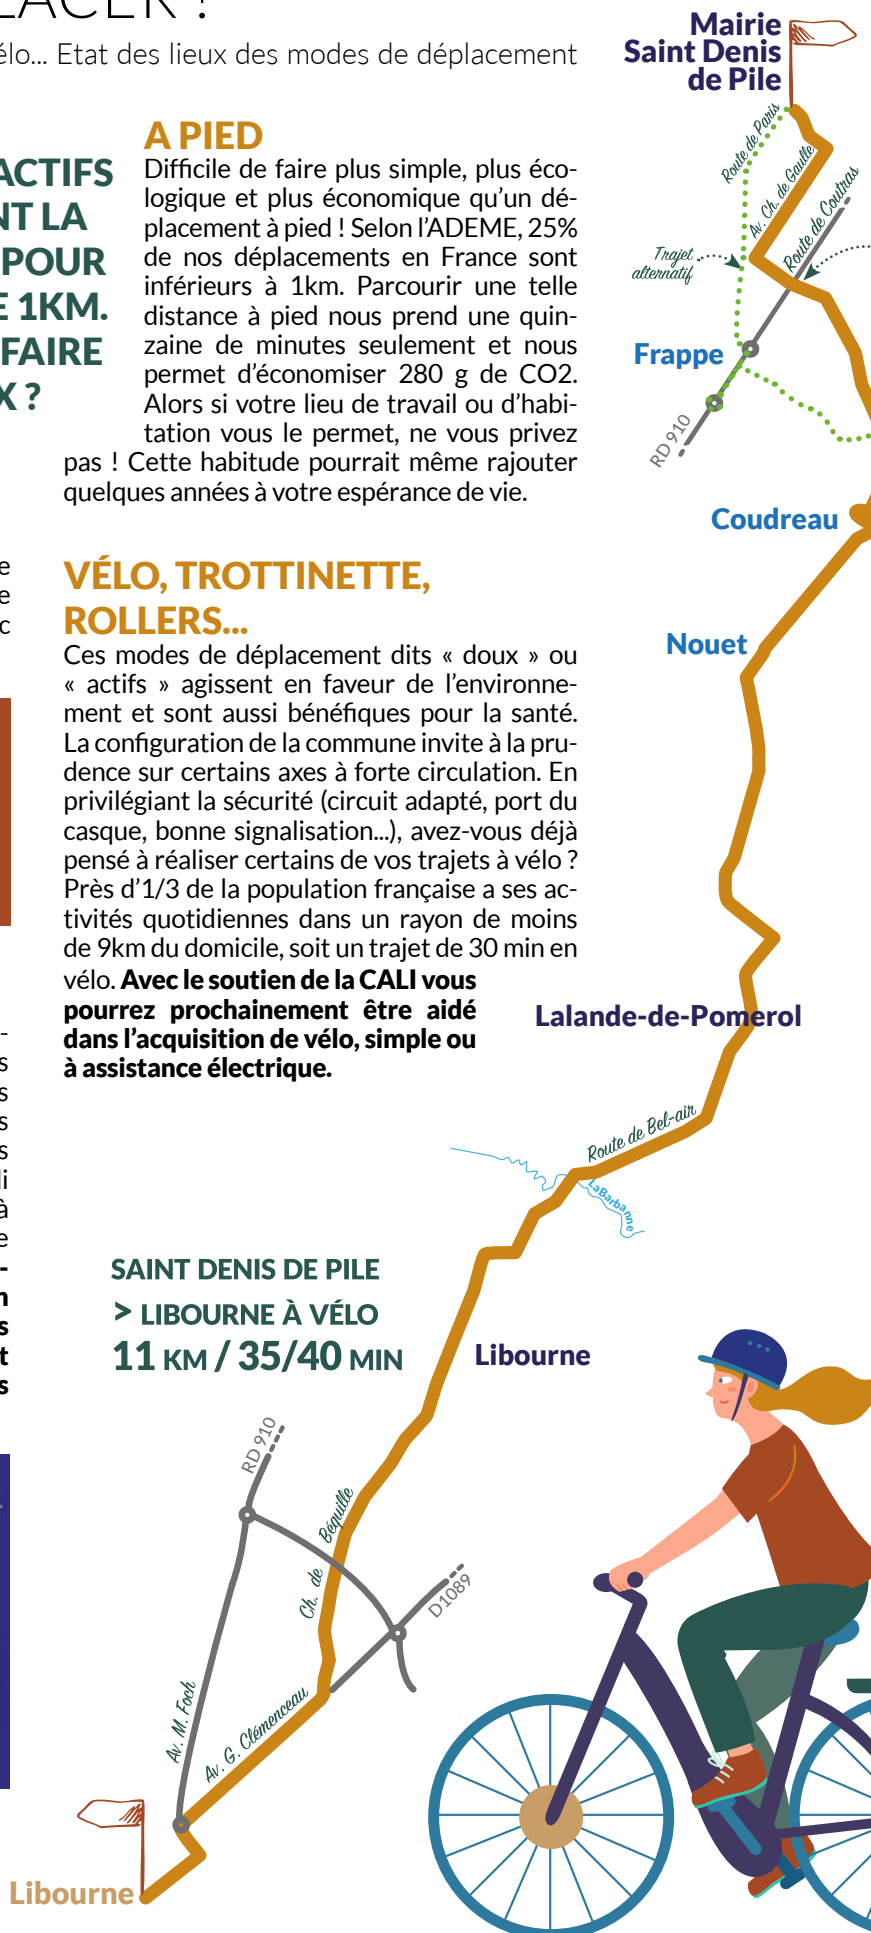 LACER !
élo... Etat des lieux des modes de déplacement
ACTIFS
NT LA
POUR
E 1KM.
FAIRE
X ?
A PIED
Difficile de faire plus simple, plus éco-
logique et plus économique qu'un dé-
placement à pied ! Selon l'ADEME, 25%
de nos déplacements en France sont
inférieurs à 1km. Parcourir une telle
distance à pied nous prend une quin-
zaine de minutes seulement et nous
permet d'économiser 280 g de CO2.
Alors si votre lieu de travail ou d'habi-
tation vous le permet, ne vous privez
pas ! Cette habitude pourrait même rajouter
quelques années à votre espérance de vie.
e
e
c
VÉLO, TROTTINETTE,
ROLLERS...
Ces modes de déplacement dits « doux » ou
« actifs » agissent en faveur de l'environne-
ment et sont aussi bénéfiques pour la santé.
La configuration de la commune invite à la pru-
dence sur certains axes à forte circulation. En
privilégiant la sécurité (circuit adapté, port du
casque, bonne signalisation...), avez-vous déjà
pensé à réaliser certains de vos trajets à vélo ?
Près d'1/3 de la population française a ses ac-
tivités quotidiennes dans un rayon de moins
de 9km du domicile, soit un trajet de 30 min en
vélo. Avec le soutien de la CALI vous
pourrez prochainement être aidé
dans l'acquisition de vélo, simple ou
à assistance électrique.
-
s
s
s
s
li
à
e
-
n
s
t
s
SAINT DENIS DE PILE
> LIBOURNE À VÉLO
11 KM / 35/40 MIN
Mairie
Saint Denis
de Pile
Route de Paris
Av. Ch. de Gaulle
Route de Coutras
Trajet
alternatif
Frappe
RD 910
Coudreau
Nouet
Lalande-de-Pomerol
Route de Bel-air
LaBarbanne
Libourne
RD 910
Ch. de Béquille
D1089
Av. M. Foch
Av. G. Clémenceau
Libourne